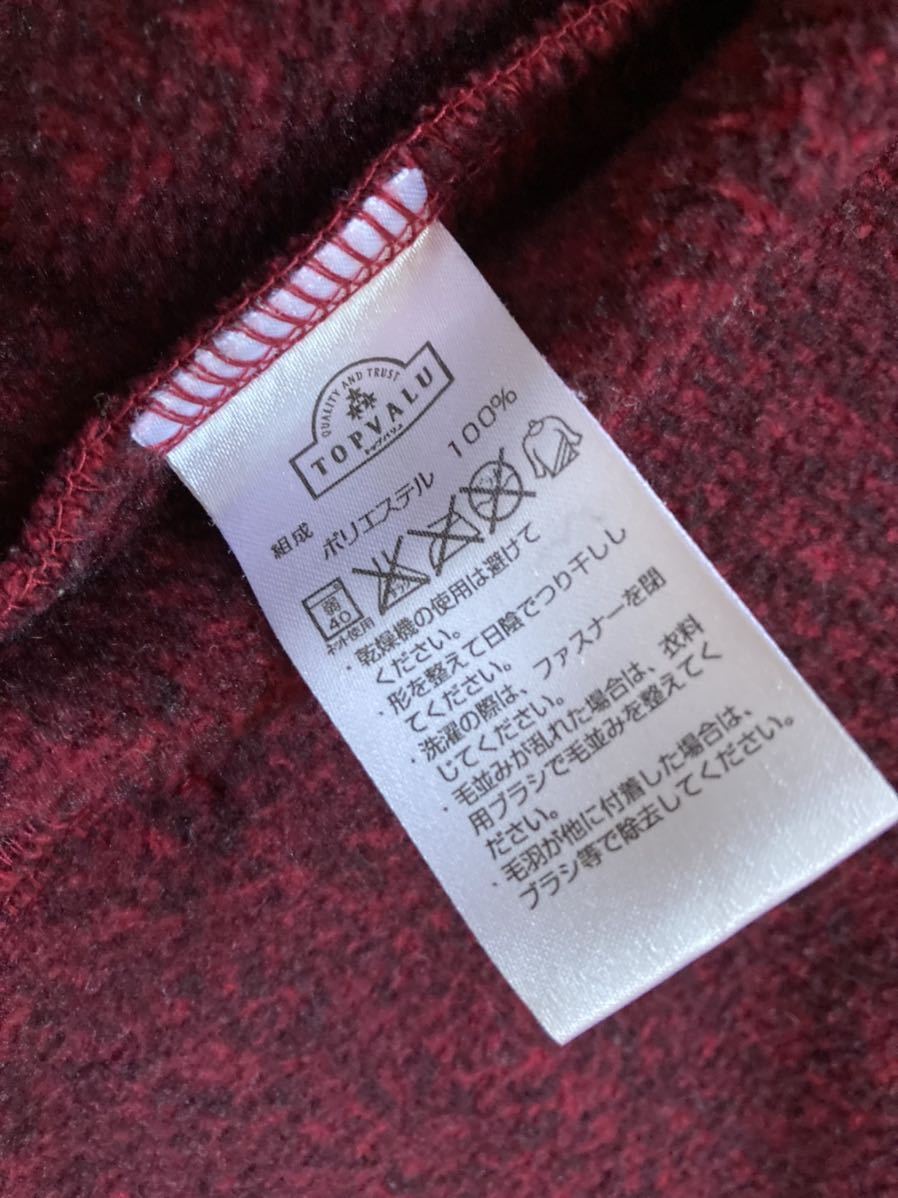 QUALITY AND TRUST
TOPVALU
トップバリュ
組成
ポリエステル 100%
弱
40
ネット使用
・乾燥機の使用は避けて
ください。
・形を整えて日陰でつり干しし
てください。
・洗濯の際は、ファスナーを閉
じてください。
・毛並みが乱れた場合は、衣料
用ブラシで毛並みを整えてく
ださい。
・毛羽が他に付着した場合は、
ブラシ等で除去してください。